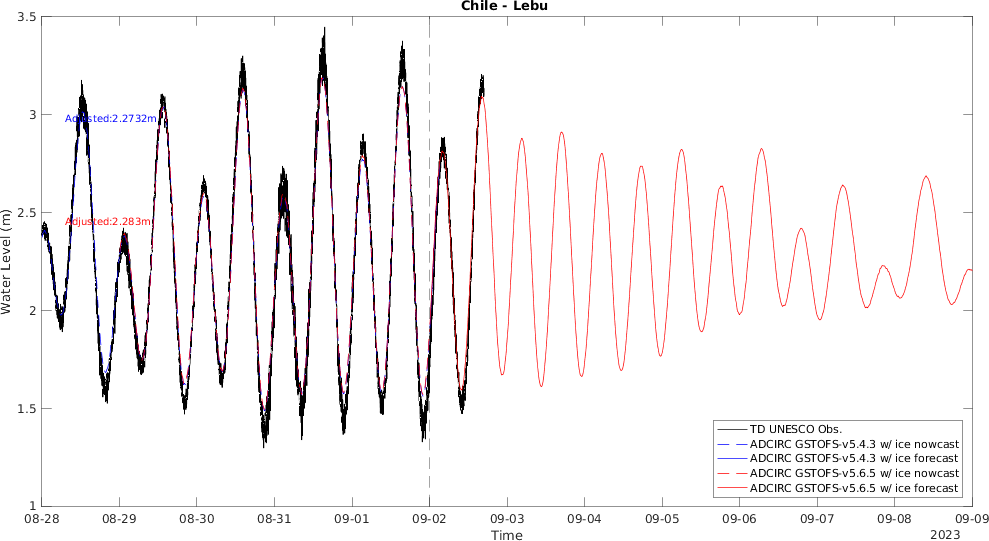 Chile - Lebu
3.5
3
2.5
2
1.5
1
Water Level (m)
Adjusted:2.2732m
Adjusted:2.283m
TD UNESCO Obs.
ADCIRC GSTOFS-v5.4.3 w/ ice nowcast
ADCIRC GSTOFS-v5.4.3 w/ ice forecast
ADCIRC GSTOFS-v5.6.5 w/ ice nowcast
ADCIRC GSTOFS-v5.6.5 w/ ice forecast
08-28 08-29 08-30 08-31 09-01 09-02 09-03 09-04 09-05 09-06 09-07 09-08 09-09
Time
2023